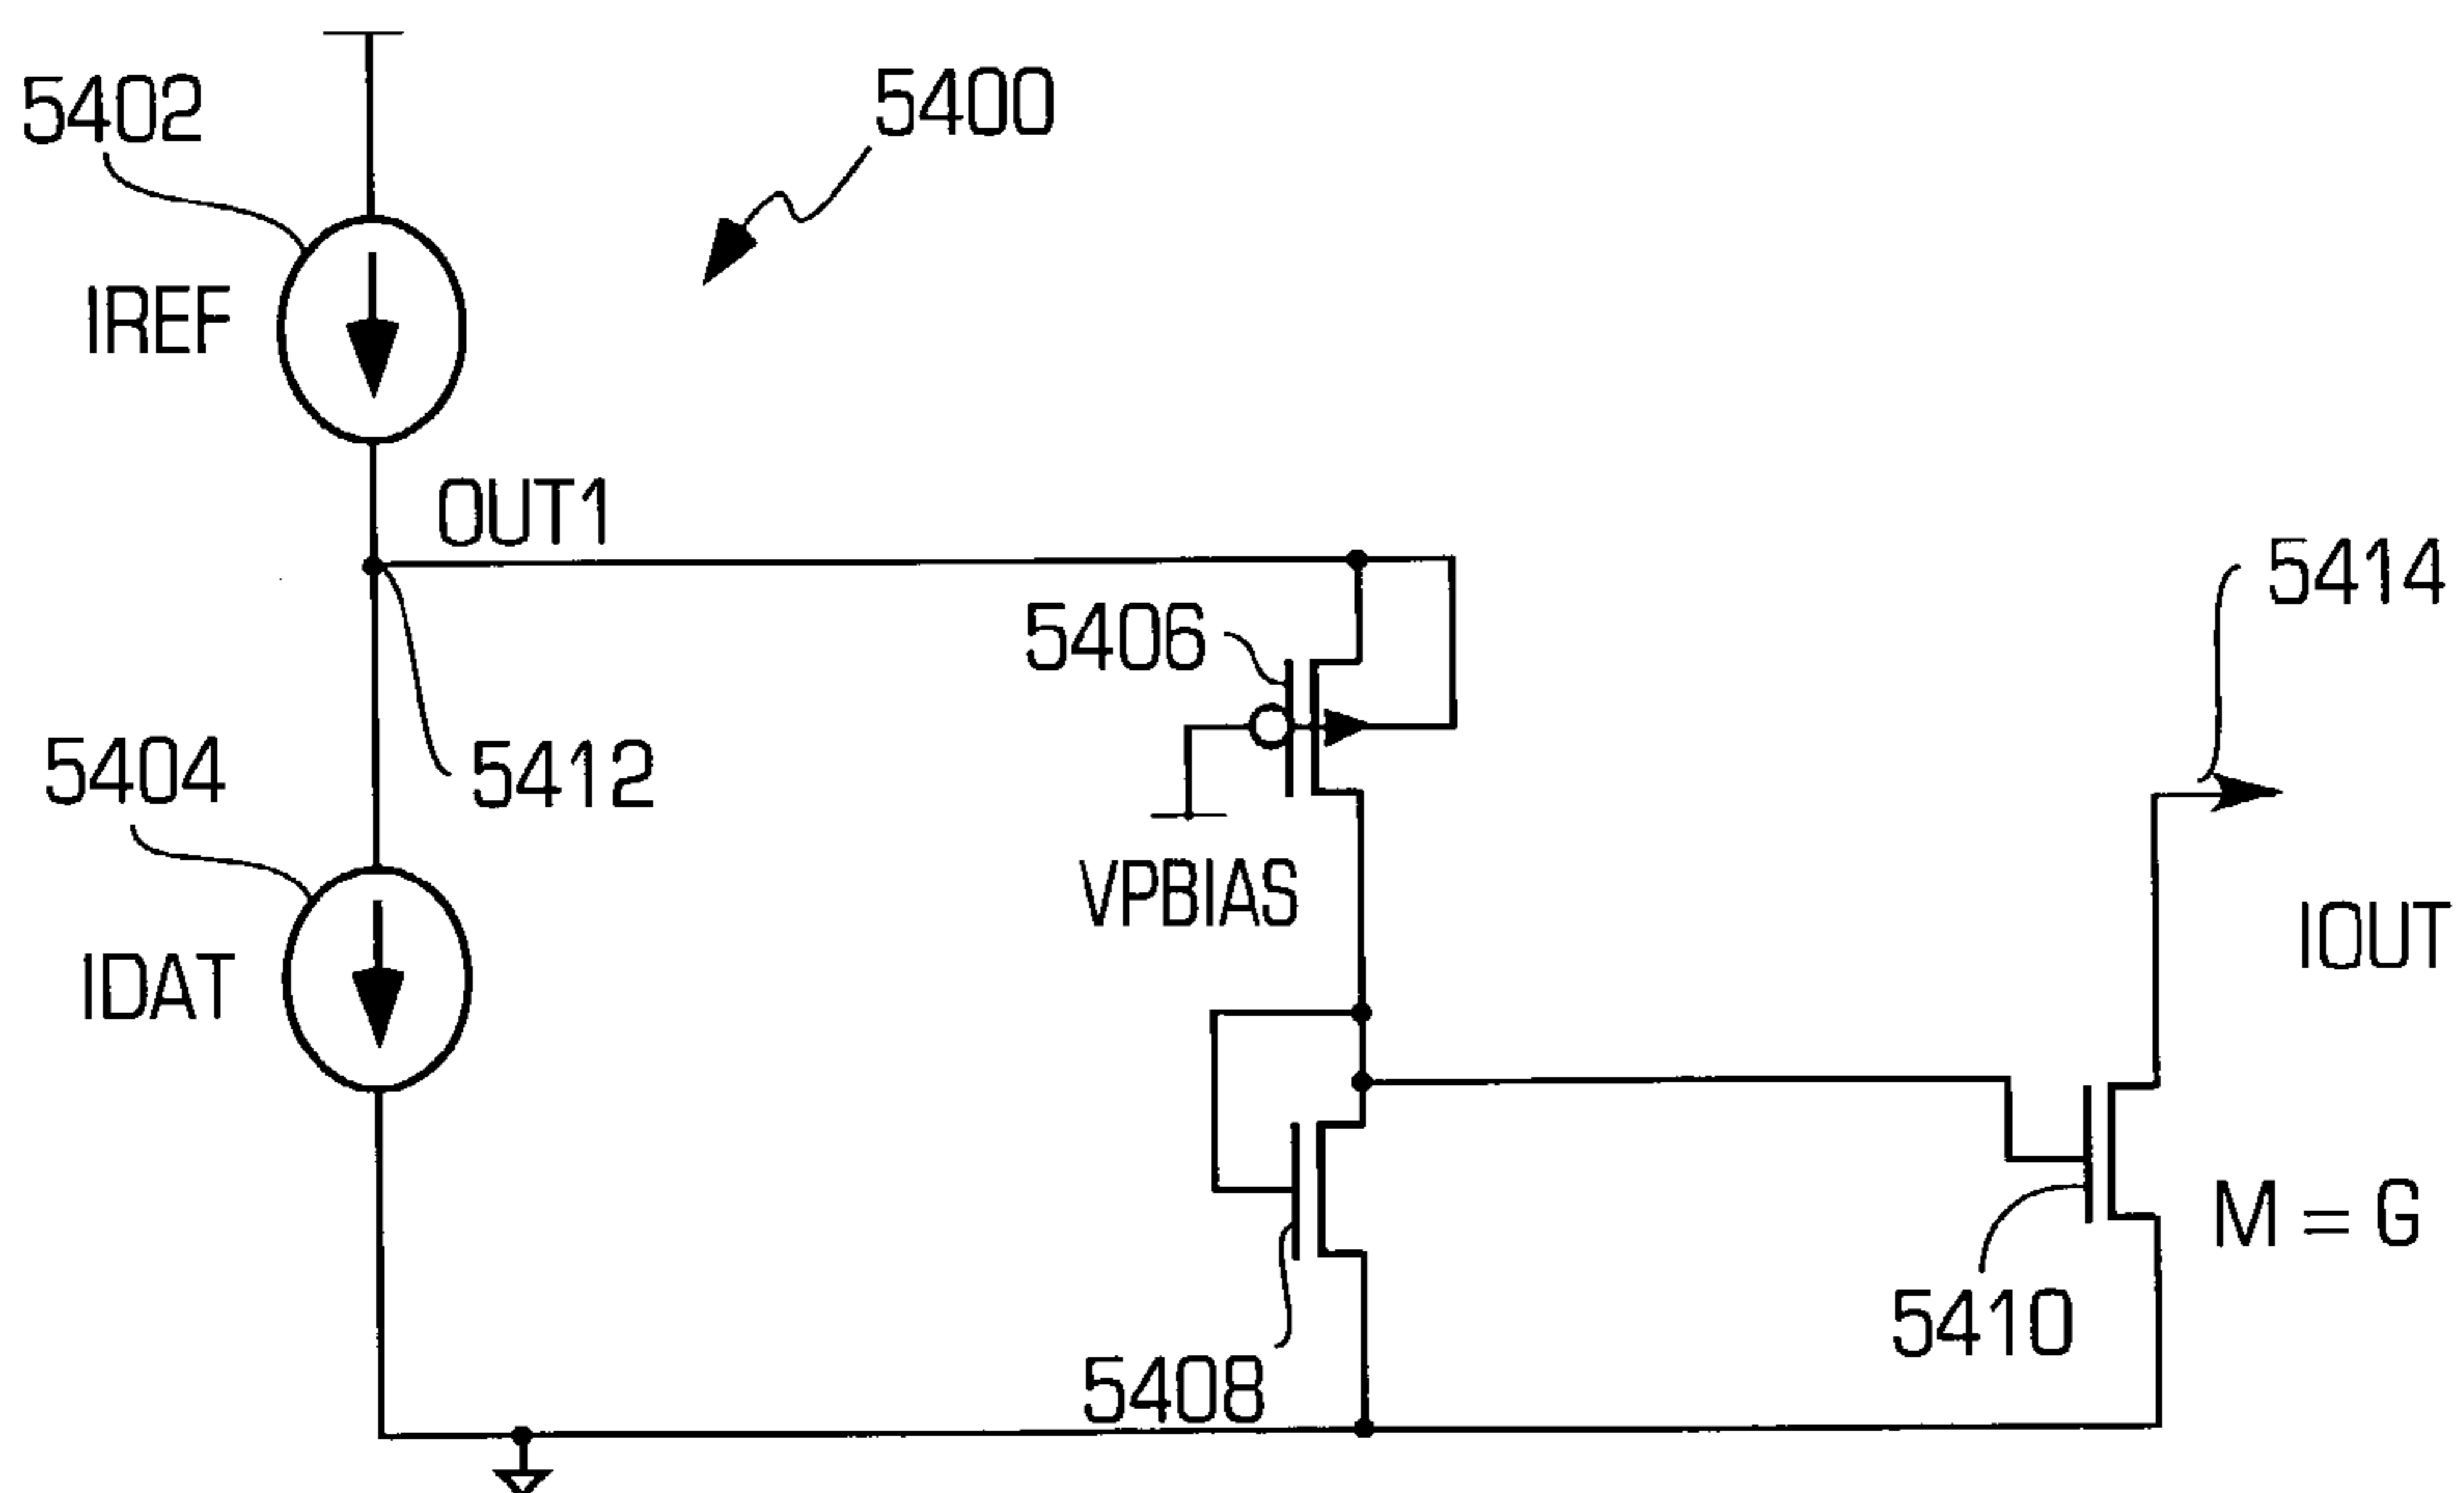 5402
5400
IREF
OUT1
5414
5406
5404
5412
VPBIAS
IOUT
IDAT
M = G
5410
5408